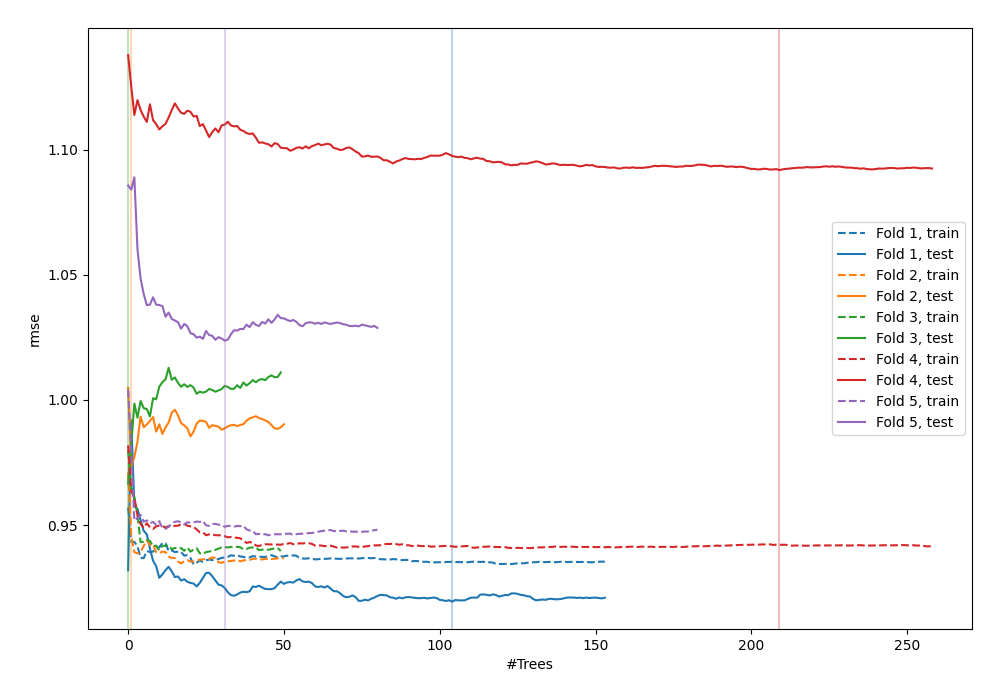 1.10
1.05
1.00
0.95
rmse
0
50
100
150
200
250
#Trees
Fold 1, train
Fold 1, test
Fold 2, train
Fold 2, test
Fold 3, train
Fold 3, test
Fold 4, train
Fold 4, test
Fold 5, train
Fold 5, test